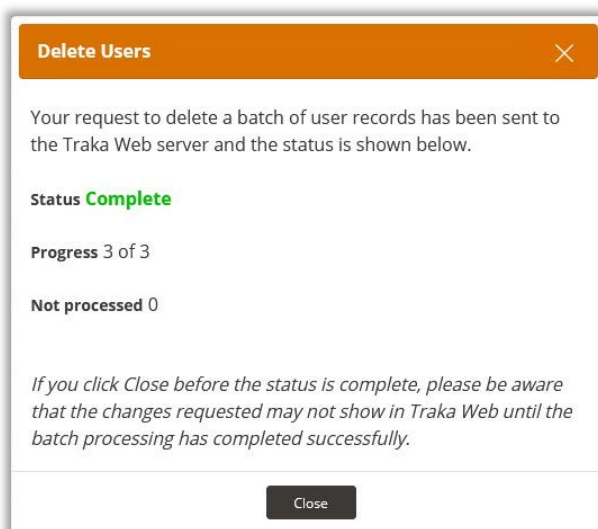 Delete Users
Your request to delete a batch of user records has been sent to
the Traka Web server and the status is shown below.
Status Complete
Progress 3 of 3
Not processed 0
If you click Close before the status is complete, please be aware
that the changes requested may not show in Traka Web until the
batch processing has completed successfully.
Close